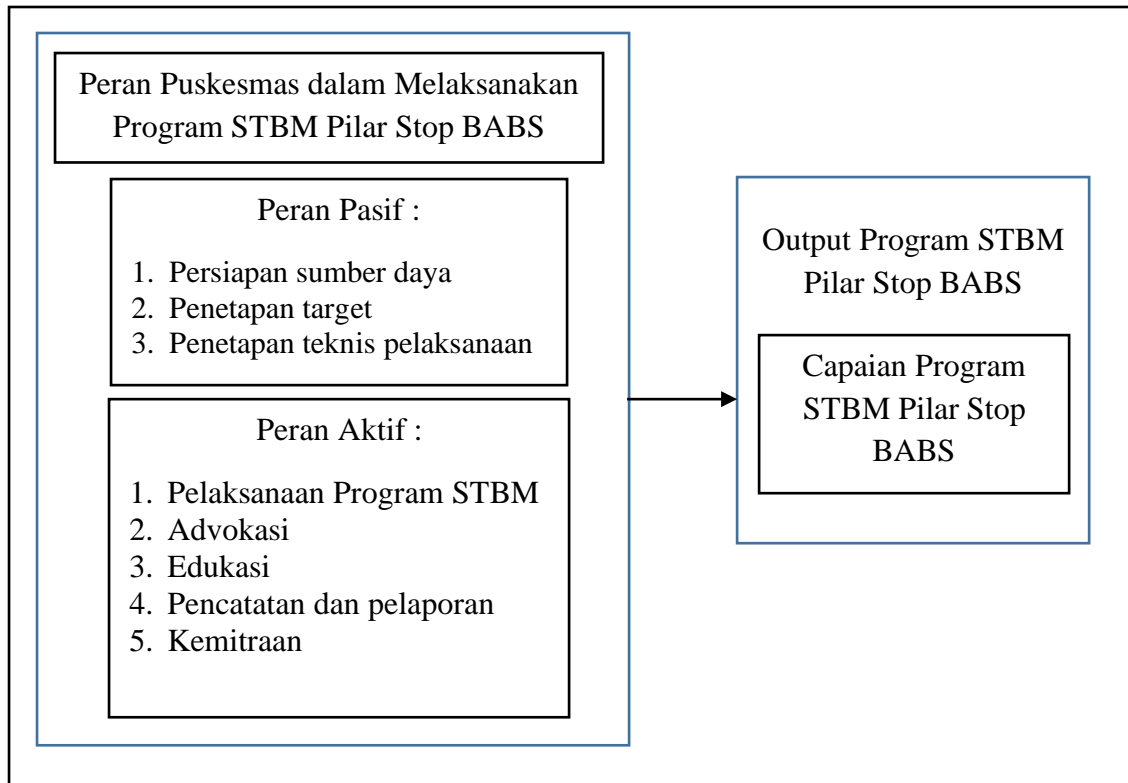 Peran Puskesmas dalam Melaksanakan
Program STBM Pilar Stop BABS
Peran Pasif :
1. Persiapan sumber daya
2. Penetapan target
3. Penetapan teknis pelaksanaan
Peran Aktif :
1. Pelaksanaan Program STBM
2. Advokasi
3. Edukasi
4. Pencatatan dan pelaporan
5. Kemitraan
Output Program STBM
Pilar Stop BABS
Capaian Program
STBM Pilar Stop
BABS